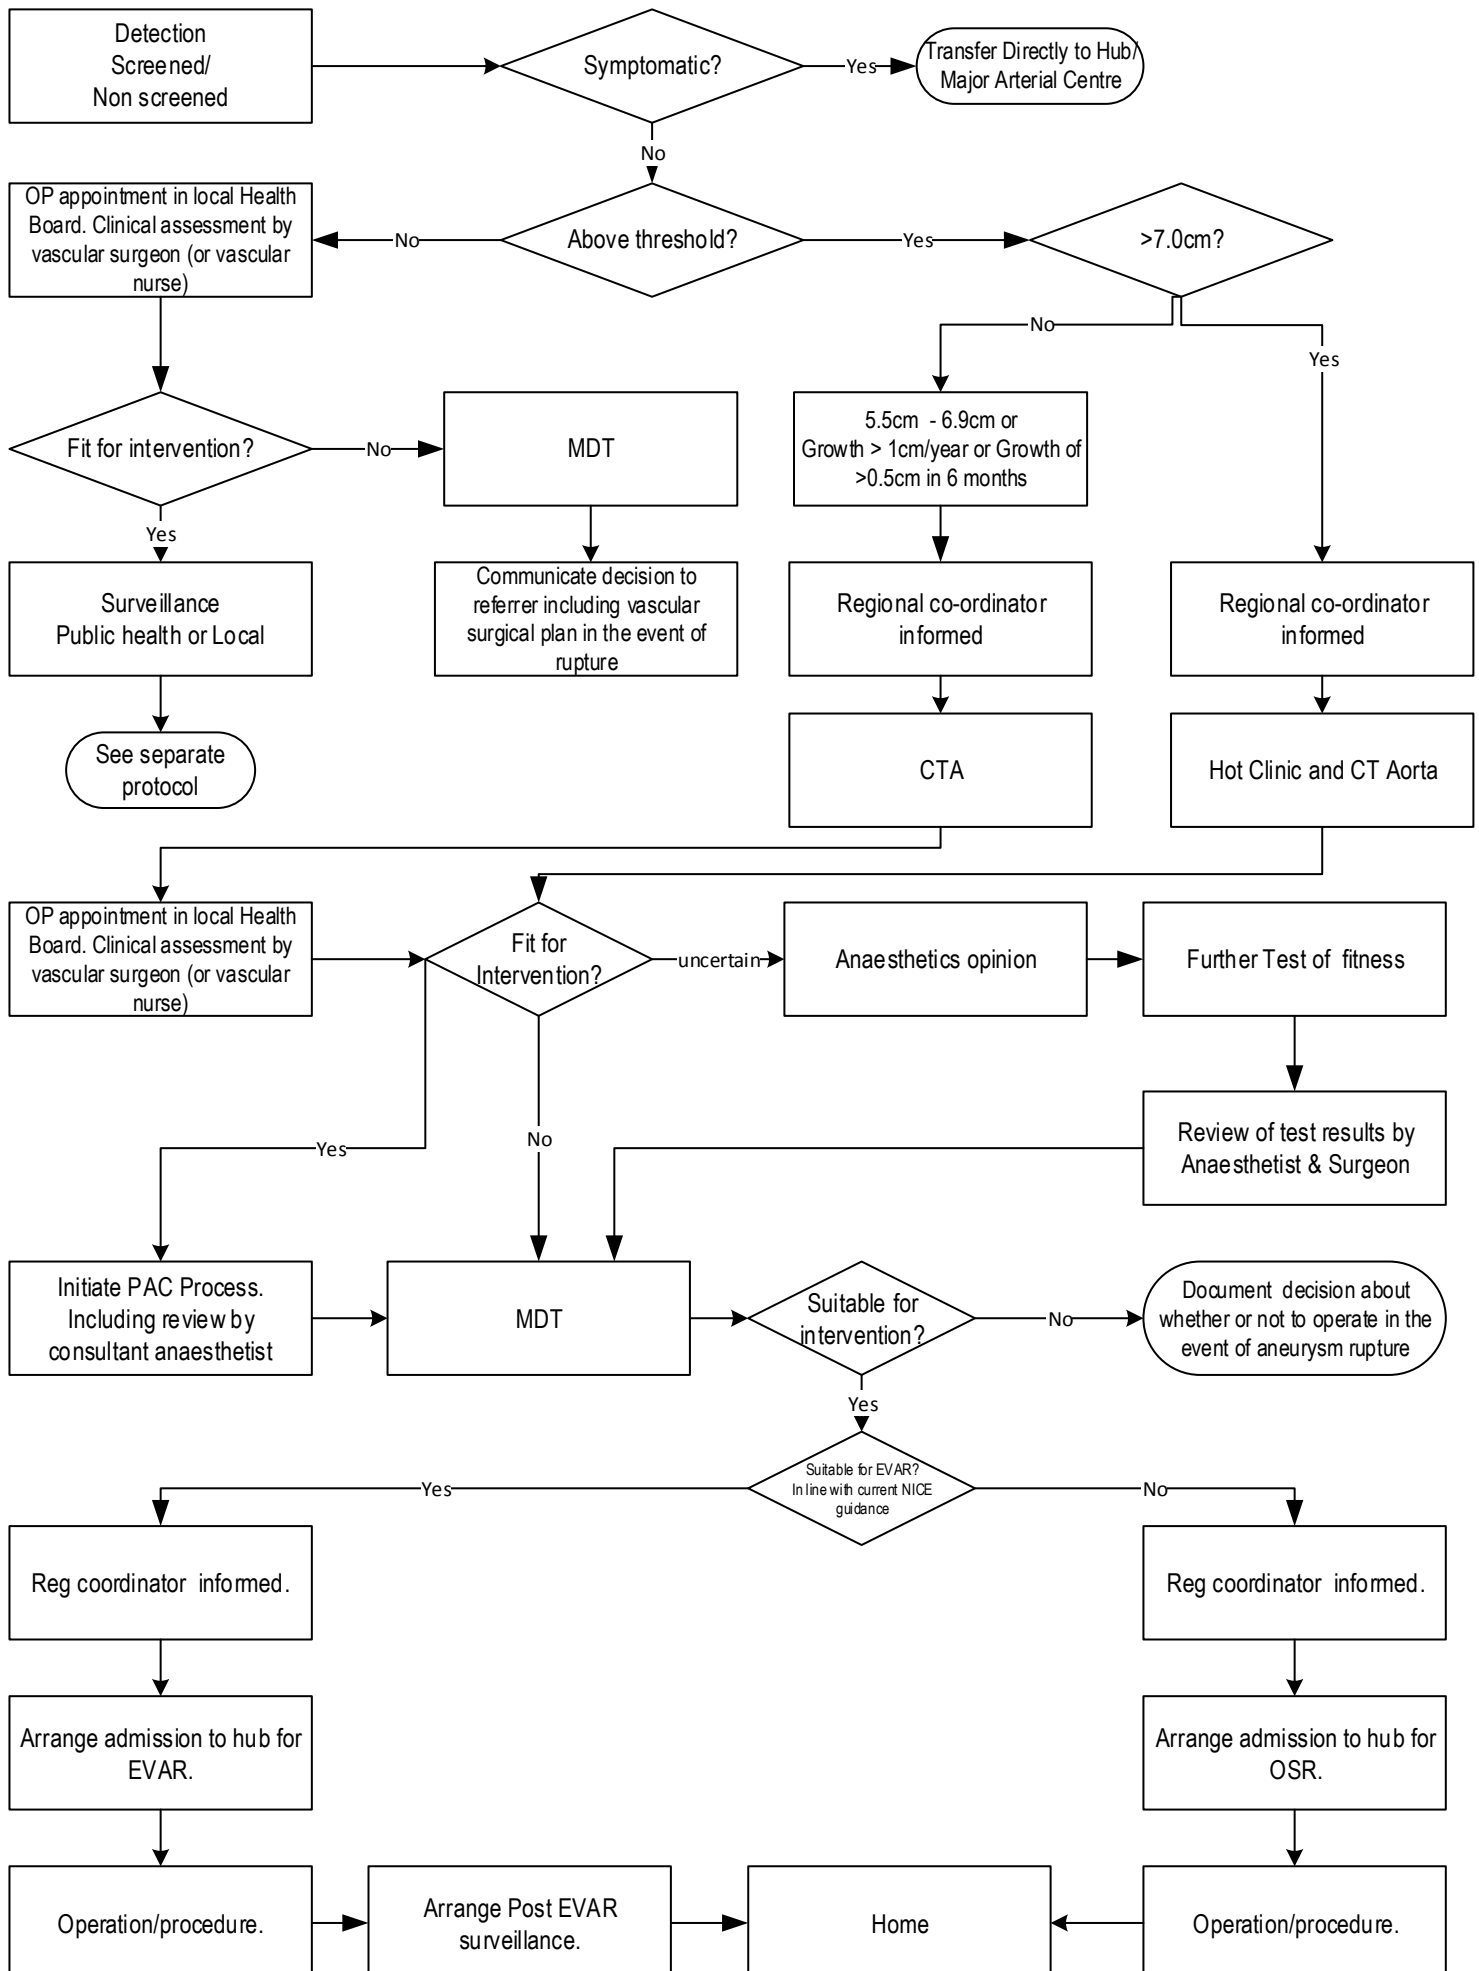 Detection
Screened/
Non screened
Symptomatic?
Yes
Transfer Directly to Hub/
Major Arterial Centre
No
OP appointment in local Health
Board. Clinical assessment by
vascular surgeon (or vascular
nurse)
No
Above threshold?
Yes
>7.0cm?
No
Yes
Fit for intervention?
No
MDT
5.5cm - 6.9cm or
Growth > 1cm/year or Growth of
>0.5cm in 6 months
Yes
Surveillance
Public health or Local
Communicate decision to
referrer including vascular
surgical plan in the event of
rupture
Regional co-ordinator
informed
Regional co-ordinator
informed
See separate
protocol
CTA
Hot Clinic and CT Aorta
OP appointment in local Health
Board. Clinical assessment by
vascular surgeon (or vascular
nurse)
Fit for
Intervention?
uncertain
Anaesthetics opinion
Further Test of fitness
Yes
No
Review of test results by
Anaesthetist & Surgeon
Initiate PAC Process.
Including review by
consultant anaesthetist
MDT
Suitable for
intervention?
No
Document decision about
whether or not to operate in the
event of aneurysm rupture
Yes
Yes
Suitable for EVAR?
In line with current NICE
guidance
No
Reg coordinator informed.
Reg coordinator informed.
Arrange admission to hub for
EVAR.
Arrange admission to hub for
OSR.
Operation/procedure.
Arrange Post EVAR
surveillance.
Home
Operation/procedure.